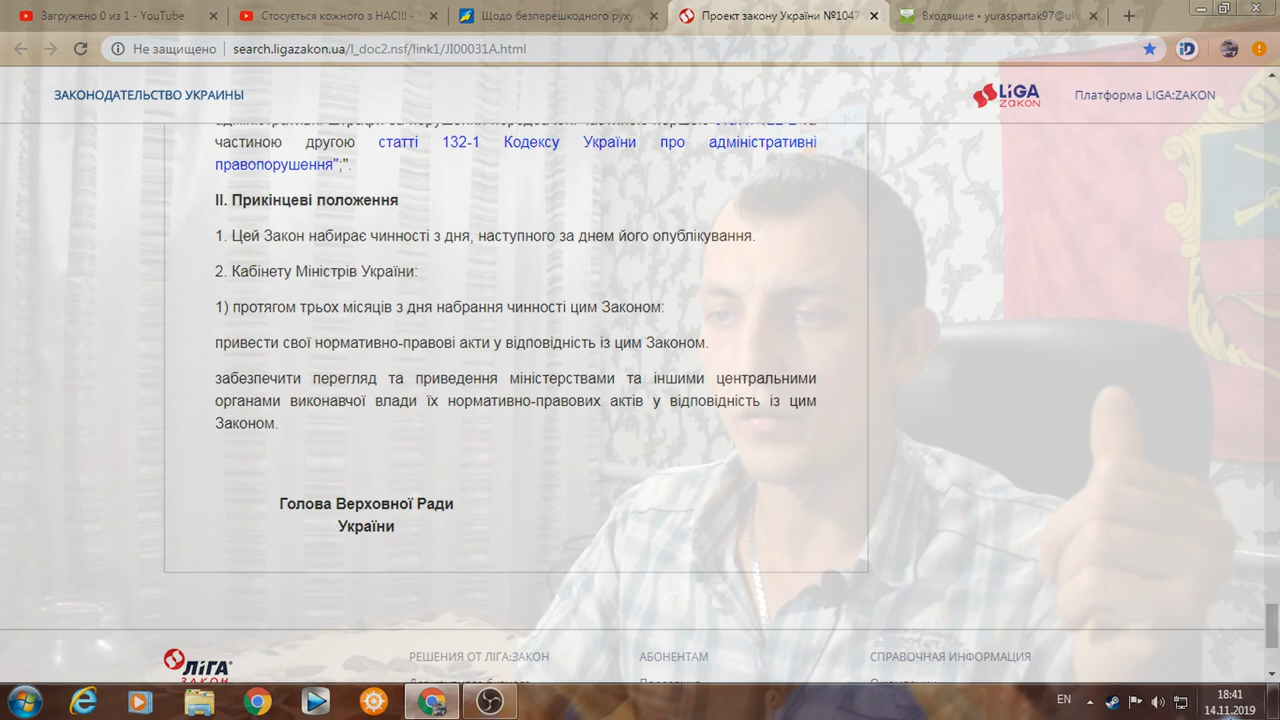 Загружено 0 из 1 - YouTube
Стосується кожного з НАС!!! -
Щодо безперешкодного руху
Проект закону України №1047
Входящие • yuraspartak97@uk
Не защищено | search.ligazakon.ua/l_doc2.nsf/link1/JI00031A.html
ЗАКОНОДАТЕЛЬСТВО УКРАИНЫ
LIGA ZAKON
Платформа LIGA:ZAKON
частиною другою статті 132-1 Кодексу України про адміністративні
правопорушення";".
II. Прикінцеві положення
1. Цей Закон набирає чинності з дня, наступного за днем його опублікування.
2. Кабінету Міністрів України:
1) протягом трьох місяців з дня набрання чинності цим Законом:
привести свої нормативно-правові акти у відповідність із цим Законом.
забезпечити перегляд та приведення міністерствами та іншими центральними
органами виконавчої влади їх нормативно-правових актів у відповідність із цим
Законом.
Голова Верховної Ради
України
ЛІГА ЗАКОН
РЕШЕНИЯ ОТ ЛІГА:ЗАКОН
АБОНЕНТАМ
СПРАВОЧНАЯ ИНФОРМАЦИЯ
EN
18:41
14.11.2019